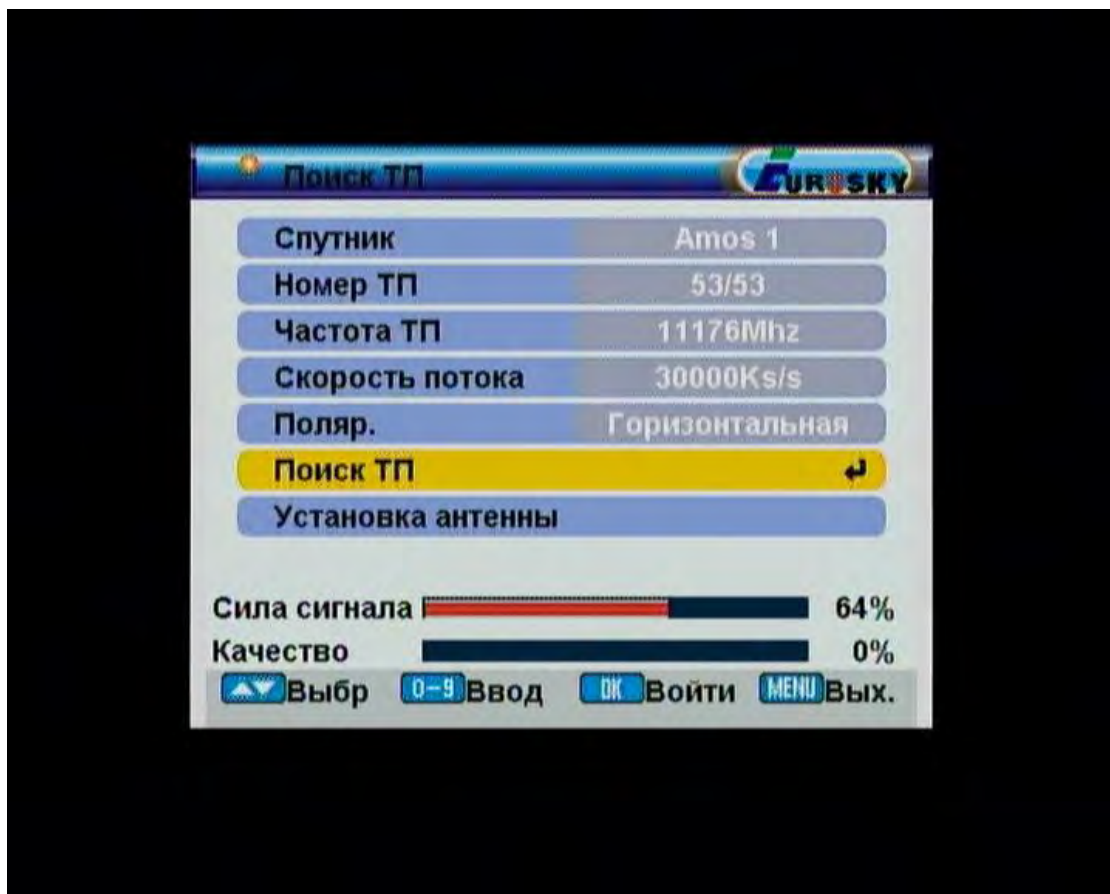 Поиск ТП
EUROSKY
Спутник Amos 1
Номер ТП 53/53
Частота ТП 11176Mhz
Скорость потока 30000Ks/s
Поляр. Горизонтальная
Поиск ТП
Установка антенны
Сила сигнала 64%
Качество 0%
Выбр 0-9 Ввод OK Войти MENU Вых.